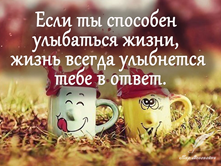 Если ты способен
улыбаться жизни,
жизнь всегда улыбнется
тебе в ответ.